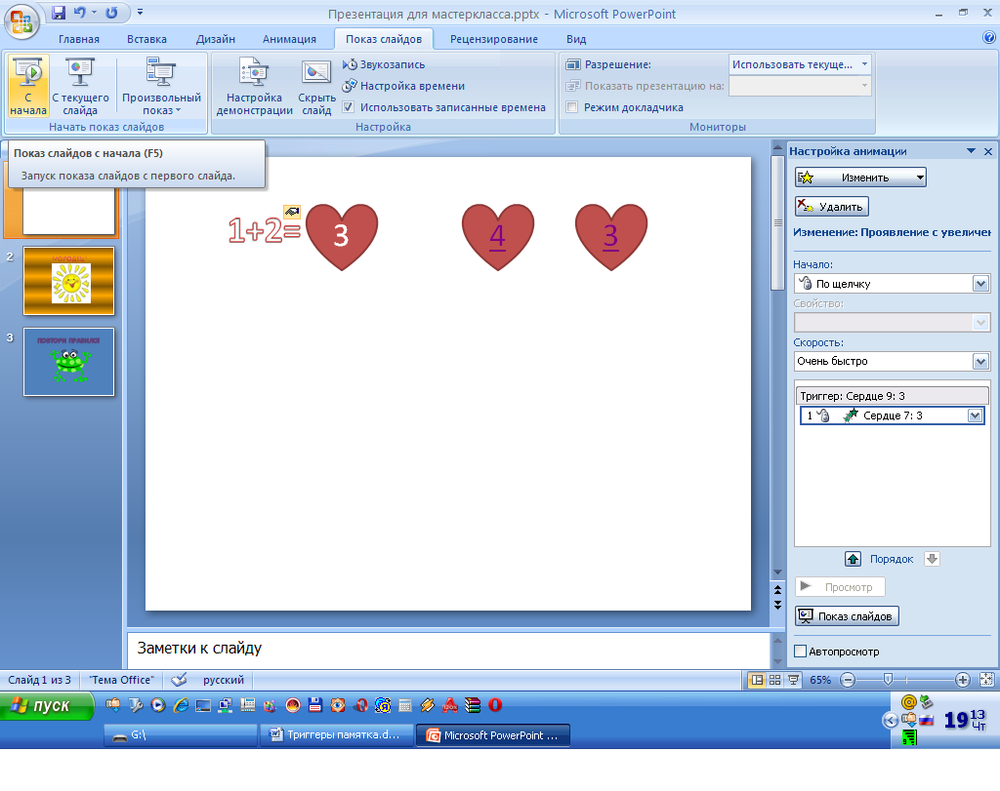 Презентация для мастеркласса.pptx - Microsoft PowerPoint
Главная Вставка Дизайн Анимация Показ слайдов Рецензирование Вид
С начала
С текущего слайда
Произвольный показ
Начать показ слайдов
Настройка демонстрации
Скрыть слайд
Звукозапись
Настройка времени
Использовать записанные времена
Настройка
Разрешение: Использовать текуще...
Показать презентацию на:
Режим докладчика
Мониторы
Показ слайдов с начала (F5)
Запуск показа слайдов с первого слайда.
2
3
ПОВТОРИ ПРАВИЛО!
1+2= 3 4 3
Заметки к слайду
Настройка анимации
Изменить
Удалить
Изменение: Проявление с увеличен
Начало:
По щелчку
Свойство:
Скорость:
Очень быстро
Триггер: Сердце 9: 3
1 Сердце 7: 3
Порядок
Просмотр
Показ слайдов
Автопросмотр
Слайд 1 из 3 "Тема Office" русский 65%
пуск
G:\ Триггеры памятка.d... Microsoft PowerPoint ...
19 13
Чт